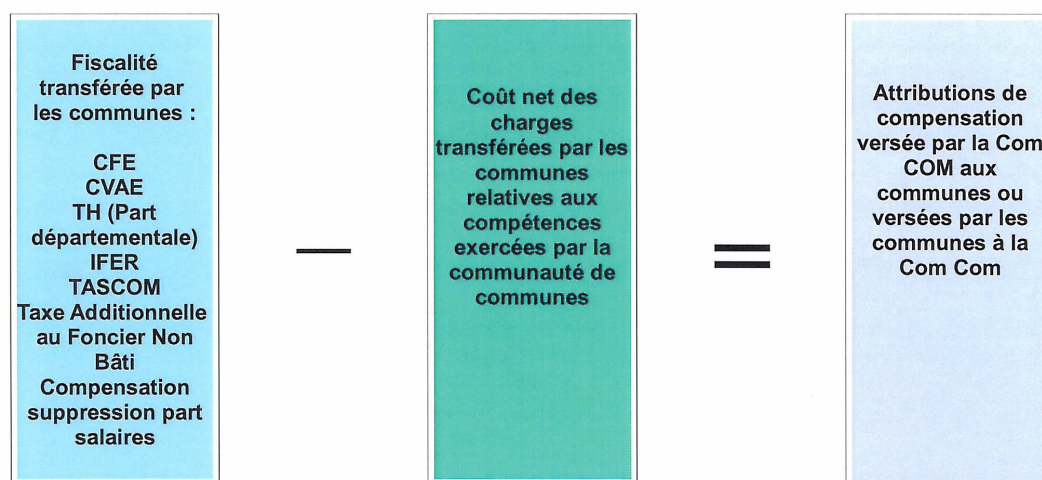 Fiscalité
transférée par
les communes :
CFE
CVAE
TH (Part
départementale)
IFER
TASCOM
Taxe Additionnelle
au Foncier Non
Bâti
Compensation
suppression part
salaires
—
Coût net des
charges
transférées par les
communes
relatives aux
compétences
exercées par la
communauté de
communes
=
Attributions de
compensation
versée par la Com
COM aux
communes ou
versées par les
communes à la
Com Com